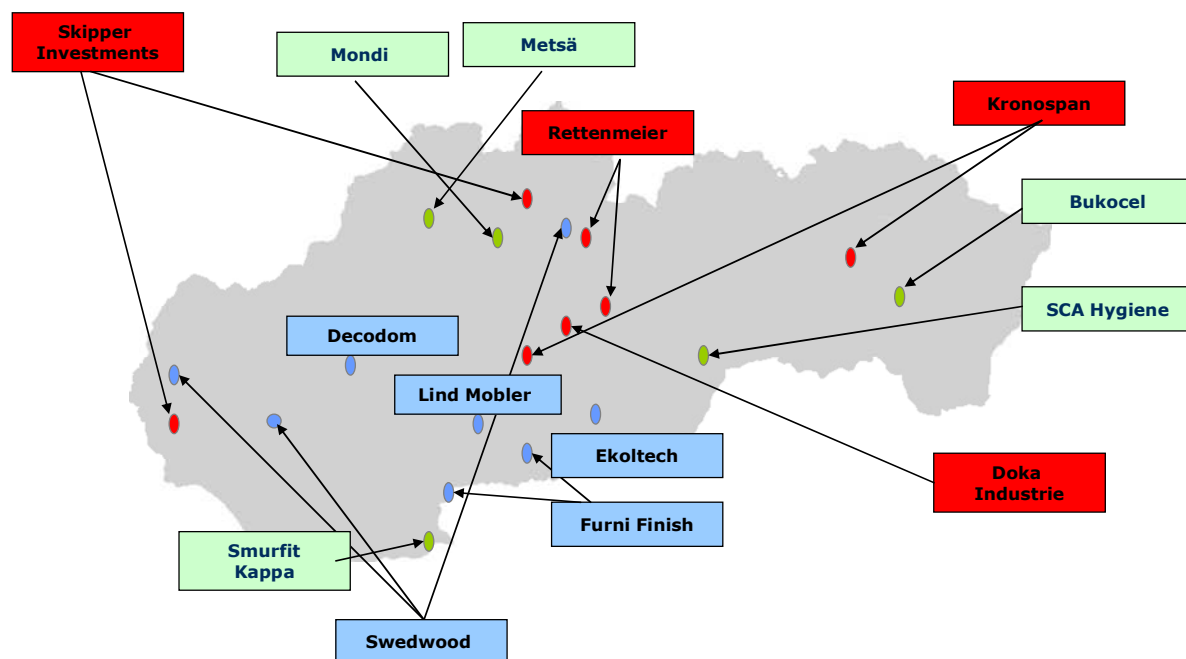 Skipper
Investments
Mondi
Metsä
Rettenmeier
Kronospan
Bukocel
SCA Hygiene
Decodom
Lind Mobler
Ekoltech
Doka
Industrie
Furni Finish
Smurfit
Kappa
Swedwood